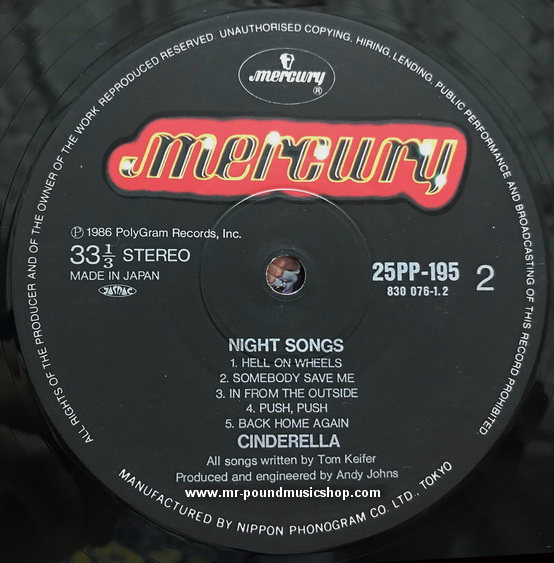 ALL RIGHTS OF THE PRODUCER AND OF THE OWNER OF THE WORK REPRODUCED RESERVED. UNAUTHORISED COPYING, HIRING, LENDING, PUBLIC PERFORMANCE AND BROADCASTING OF THIS RECORD PROHIBITED
mercury
®
mercury
Ⓟ 1986 PolyGram Records, Inc.
33 1/3 STEREO
MADE IN JAPAN
JASRAC
25PP-195
830 076-1.2
2
NIGHT SONGS
1. HELL ON WHEELS
2. SOMEBODY SAVE ME
3. IN FROM THE OUTSIDE
4. PUSH, PUSH
5. BACK HOME AGAIN
CINDERELLA
All songs written by Tom Keifer
Produced and engineered by Andy Johns
www.mr-poundmusicshop.com
MANUFACTURED BY NIPPON PHONOGRAM CO. LTD., TOKYO